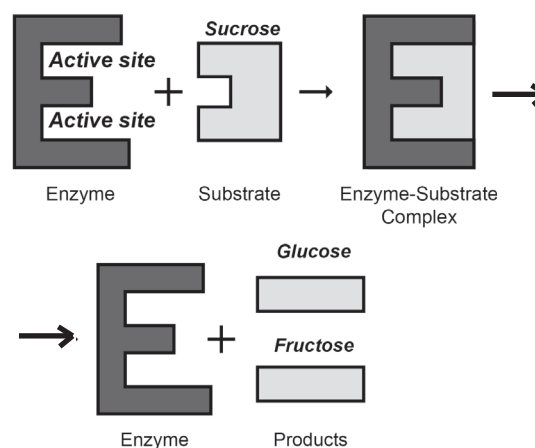 Sucrose
Active site
Active site
+
→
Enzyme
Substrate
Enzyme-Substrate
Complex
→
→
Glucose
+
Fructose
Enzyme
Products